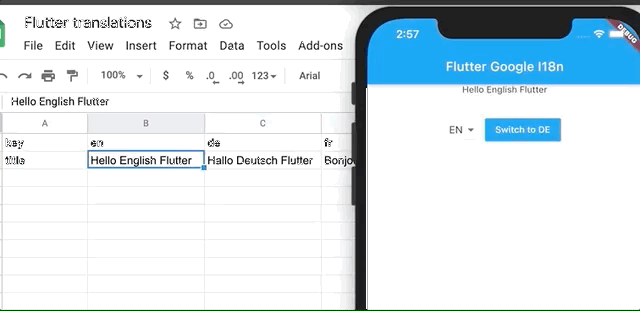 Flutter translations
File Edit View Insert Format Data Tools Add-ons
100% $ % .0 .00 123 Arial
Hello English Flutter
A B C
key en de fr
title Hello English Flutter Hallo Deutsch Flutter Bonjo
2:57
DEBUG
Flutter Google I18n
Hello English Flutter
EN Switch to DE